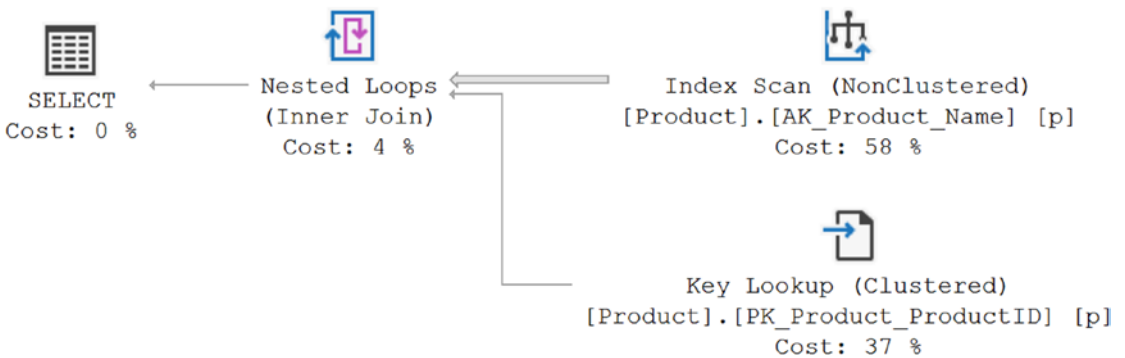 SELECT
Cost: 0 %
Nested Loops
(Inner Join)
Cost: 4 %
Index Scan (NonClustered)
[Product].[AK_Product_Name] [p]
Cost: 58 %
Key Lookup (Clustered)
[Product].[PK_Product_ProductID] [p]
Cost: 37 %